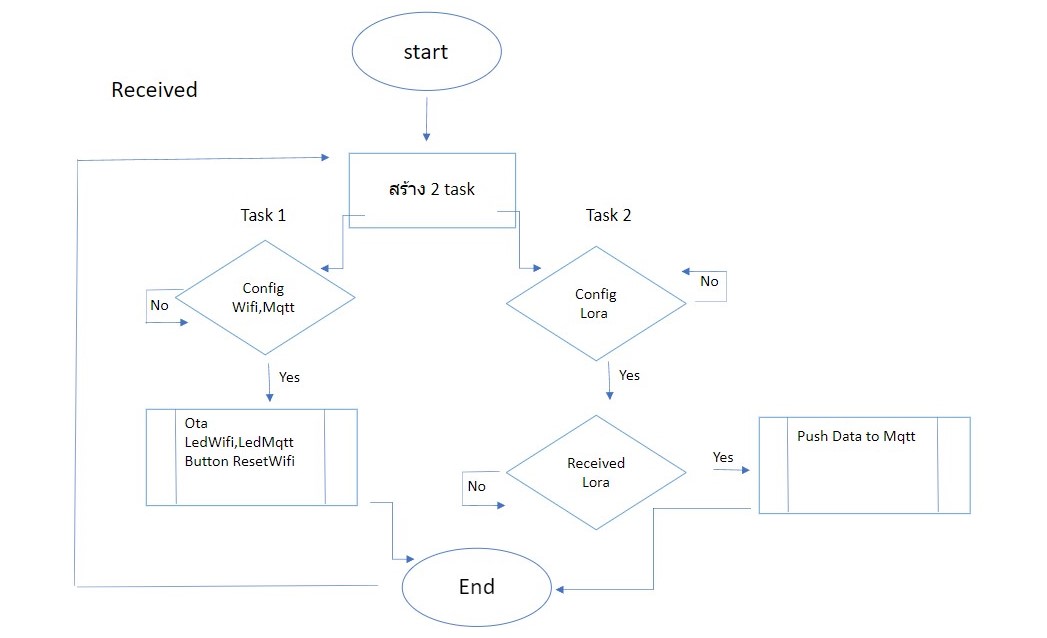 start
Received
สร้าง 2 task
Task 1
Task 2
Config
Wifi,Mqtt
No
Yes
Config
Lora
No
Yes
Ota
LedWifi,LedMqtt
Button ResetWifi
Received
Lora
No
Yes
Push Data to Mqtt
End